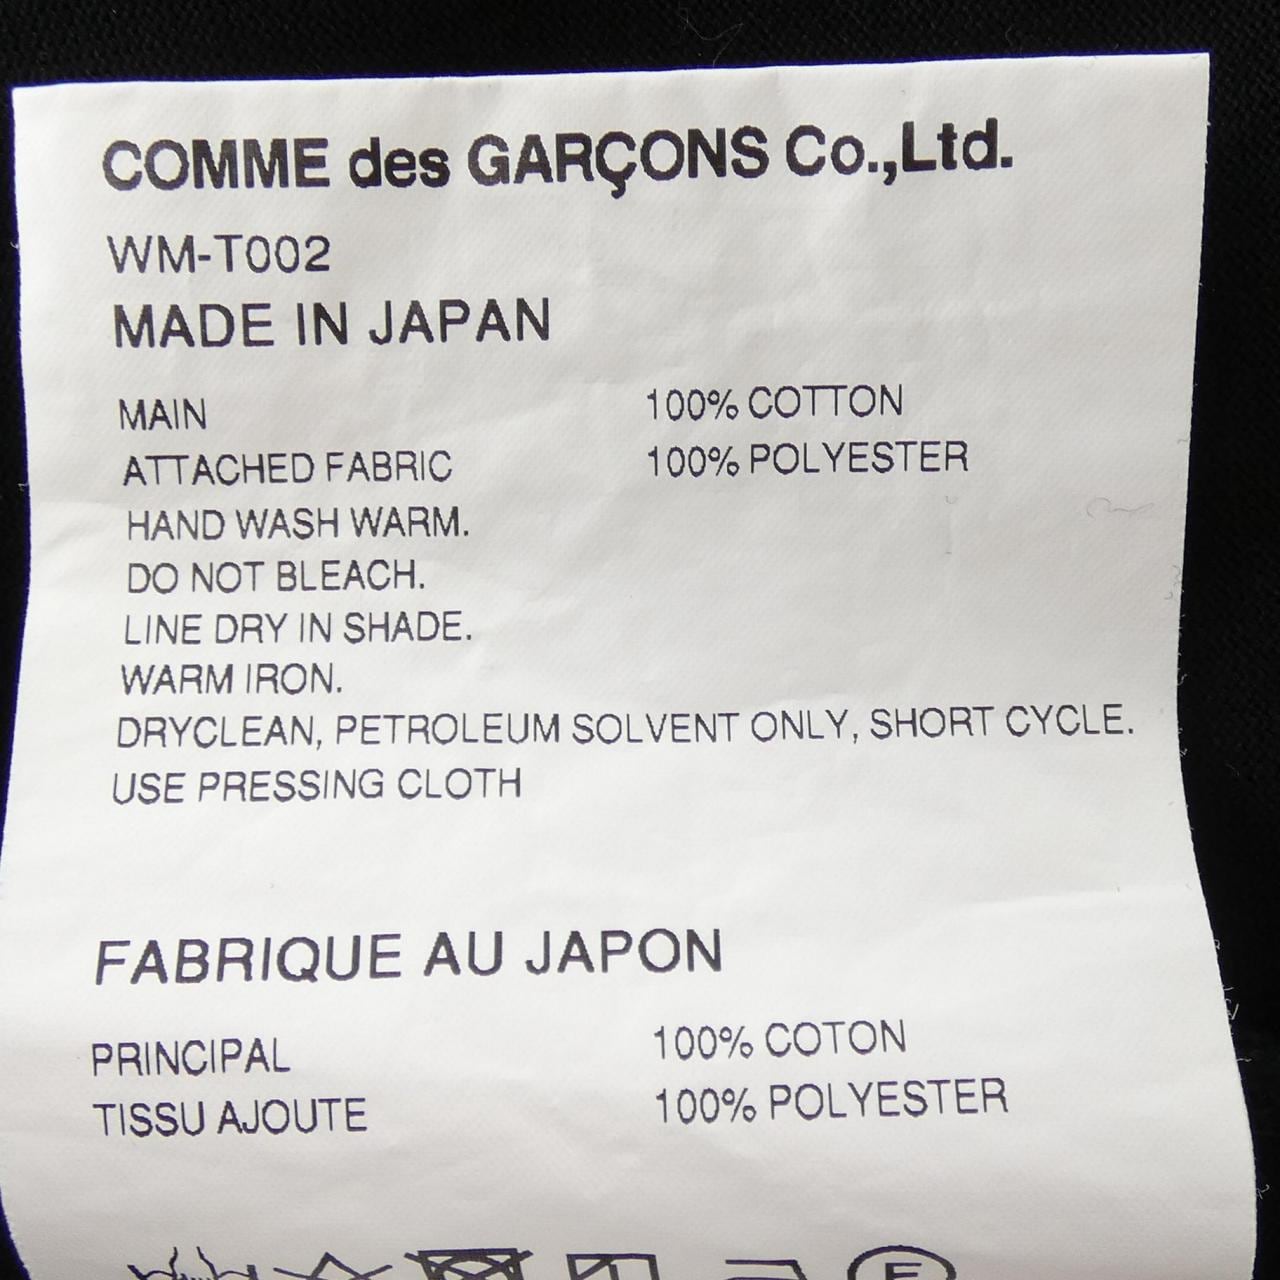 COMME des GARÇONS Co.,Ltd.
WM-T002
MADE IN JAPAN
MAIN 100% COTTON
ATTACHED FABRIC 100% POLYESTER
HAND WASH WARM.
DO NOT BLEACH.
LINE DRY IN SHADE.
WARM IRON.
DRYCLEAN, PETROLEUM SOLVENT ONLY, SHORT CYCLE.
USE PRESSING CLOTH
FABRIQUE AU JAPON
PRINCIPAL 100% COTON
TISSU AJOUTE 100% POLYESTER